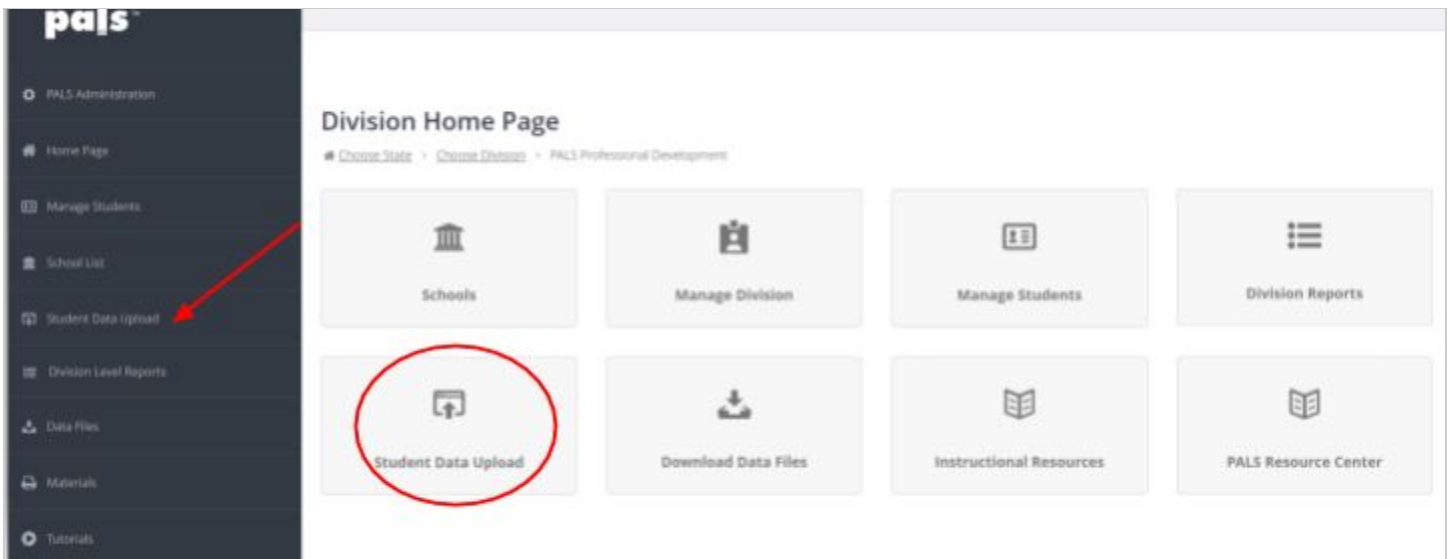 pals
PALS Administration
Home Page
Manage Students
School List
Student Data Upload
Division Level Reports
Data Files
Materials
Tutorials
Division Home Page
Choose State > Choose Division > PALS Professional Development
Schools
Manage Division
Manage Students
Division Reports
Student Data Upload
Download Data Files
Instructional Resources
PALS Resource Center